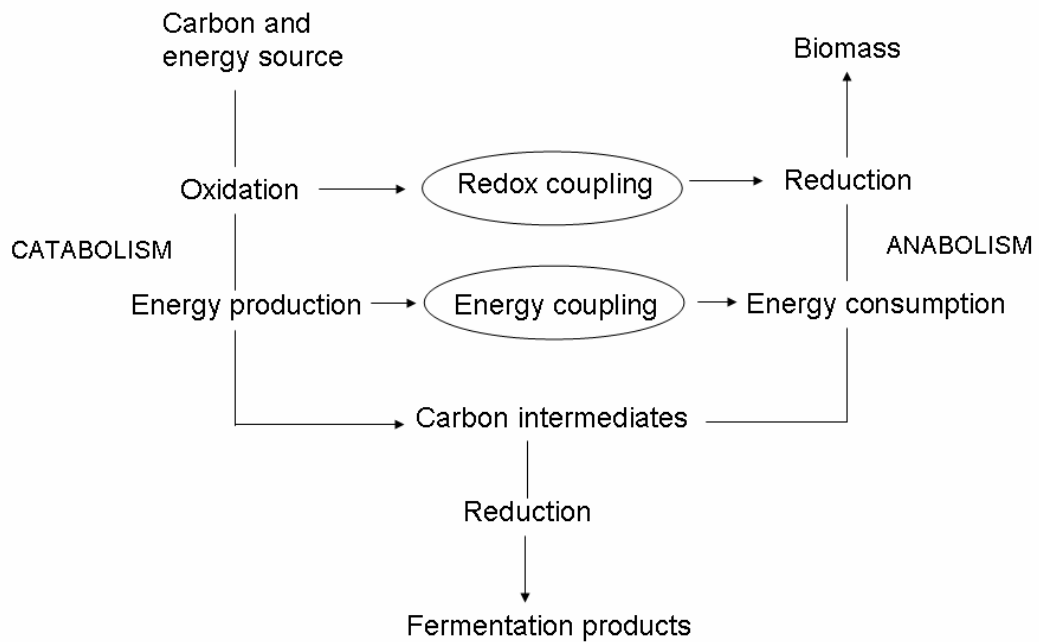 Carbon and
energy source
Biomass
Oxidation
Redox coupling
Reduction
CATABOLISM
ANABOLISM
Energy production
Energy coupling
Energy consumption
Carbon intermediates
Reduction
Fermentation products